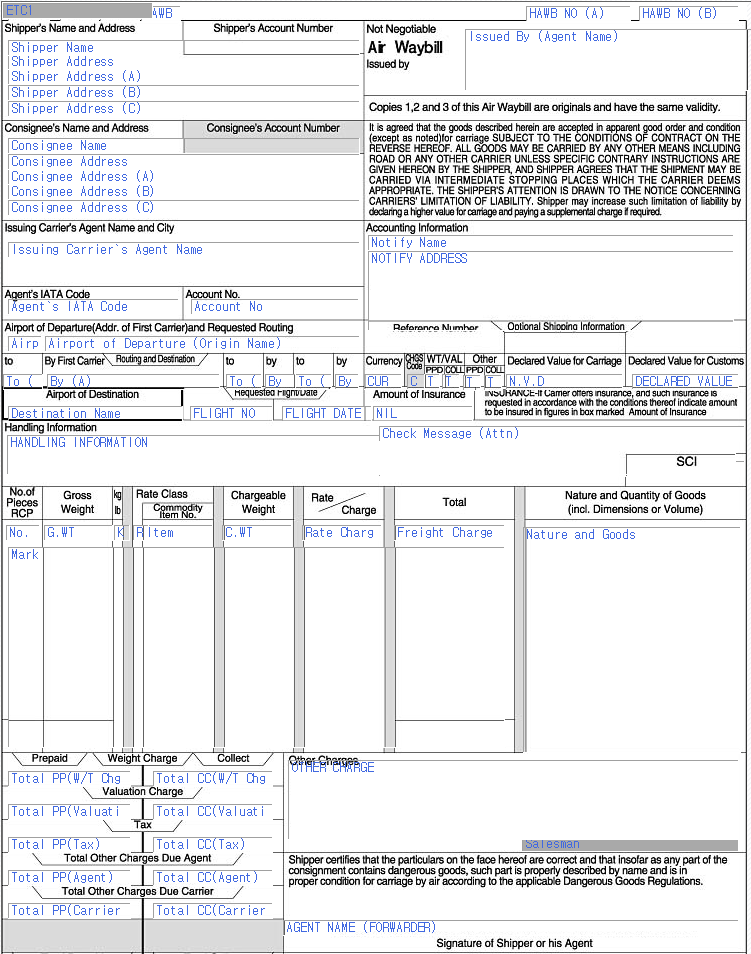 ETC1 AWB HAWB NO (A) HAWB NO (B)
Shipper's Name and Address Shipper's Account Number
Shipper Name
Shipper Address
Shipper Address (A)
Shipper Address (B)
Shipper Address (C)
Not Negotiable
Air Waybill
Issued by
Issued By (Agent Name)
Copies 1,2 and 3 of this Air Waybill are originals and have the same validity.
Consignee's Name and Address Consignee's Account Number
Consignee Name
Consignee Address
Consignee Address (A)
Consignee Address (B)
Consignee Address (C)
It is agreed that the goods described herein are accepted in apparent good order and condition
(except as noted)for carriage SUBJECT TO THE CONDITIONS OF CONTRACT ON THE
REVERSE HEREOF. ALL GOODS MAY BE CARRIED BY ANY OTHER MEANS INCLUDING
ROAD OR ANY OTHER CARRIER UNLESS SPECIFIC CONTRARY INSTRUCTIONS ARE
GIVEN HEREON BY THE SHIPPER, AND SHIPPER AGREES THAT THE SHIPMENT MAY BE
CARRIED VIA INTERMEDIATE STOPPING PLACES WHICH THE CARRIER DEEMS
APPROPRIATE. THE SHIPPER'S ATTENTION IS DRAWN TO THE NOTICE CONCERNING
CARRIERS' LIMITATION OF LIABILITY. Shipper may increase such limitation of liability by
declaring a higher value for carriage and paying a supplemental charge if required.
Issuing Carrier's Agent Name and City
Issuing Carrier`s Agent Name
Accounting Information
Notify Name
NOTIFY ADDRESS
Agent's IATA Code Account No.
Agent`s IATA Code Account No
Airport of Departure(Addr. of First Carrier)and Requested Routing
Airp Airport of Departure (Origin Name)
Reference Number Optional Shipping Information
to By First Carrier Routing and Destination to by to by
To ( By (A) To ( By To ( By
Currency CHGS Code WT/VAL Other Declared Value for Carriage Declared Value for Customs
PPD COLL PPD COLL
CUR C T T T T N.V.D DECLARED VALUE
Airport of Destination Requested Flight/Date Amount of Insurance
Destination Name FLIGHT NO FLIGHT DATE NIL
INSURANCE-If Carrier offers insurance, and such insurance is
requested in accordance with the conditions thereof indicate amount
to be insured in figures in box marked Amount of Insurance
Handling Information
HANDLING INFORMATION
Check Message (Attn)
SCI
No.of Pieces RCP
Gross Weight
kg lb
Rate Class
Commodity Item No.
Chargeable Weight
Rate Charge
Total
Nature and Quantity of Goods
(incl. Dimensions or Volume)
No. G.WT K R Item C.WT Rate Charg Freight Charge Nature and Goods
Mark
Prepaid Weight Charge Collect
Total PP(W/T Chg Total CC(W/T Chg
Valuation Charge
Total PP(Valuati Total CC(Valuati
Tax
Total PP(Tax) Total CC(Tax)
Total Other Charges Due Agent
Total PP(Agent) Total CC(Agent)
Total Other Charges Due Carrier
Total PP(Carrier Total CC(Carrier
Other Charges
OTHER CHARGE
Salesman
Shipper certifies that the particulars on the face hereof are correct and that insofar as any part of the
consignment contains dangerous goods, such part is properly described by name and is in
proper condition for carriage by air according to the applicable Dangerous Goods Regulations.
AGENT NAME (FORWARDER)
Signature of Shipper or his Agent